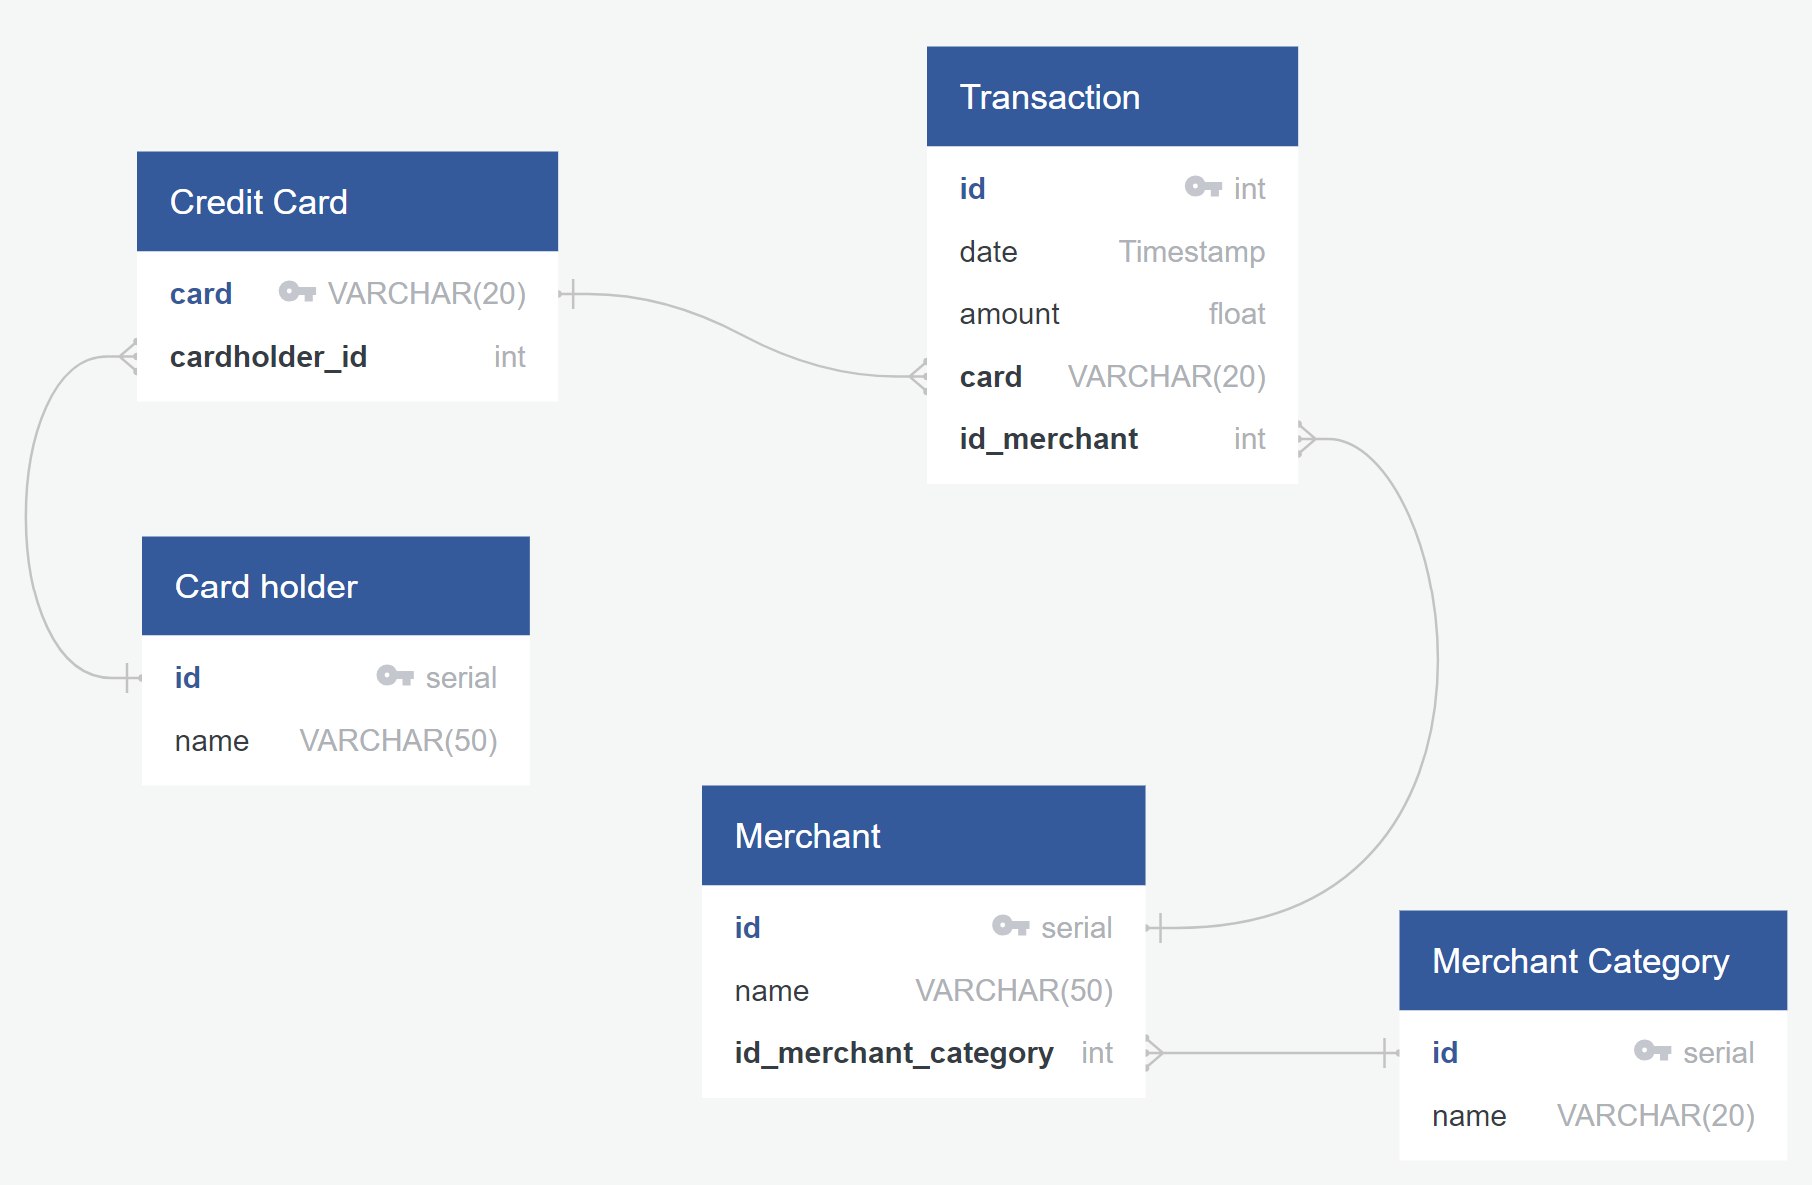 Credit Card
card VARCHAR(20)
cardholder_id int
Transaction
id int
date Timestamp
amount float
card VARCHAR(20)
id_merchant int
Card holder
id serial
name VARCHAR(50)
Merchant
id serial
name VARCHAR(50)
id_merchant_category int
Merchant Category
id serial
name VARCHAR(20)